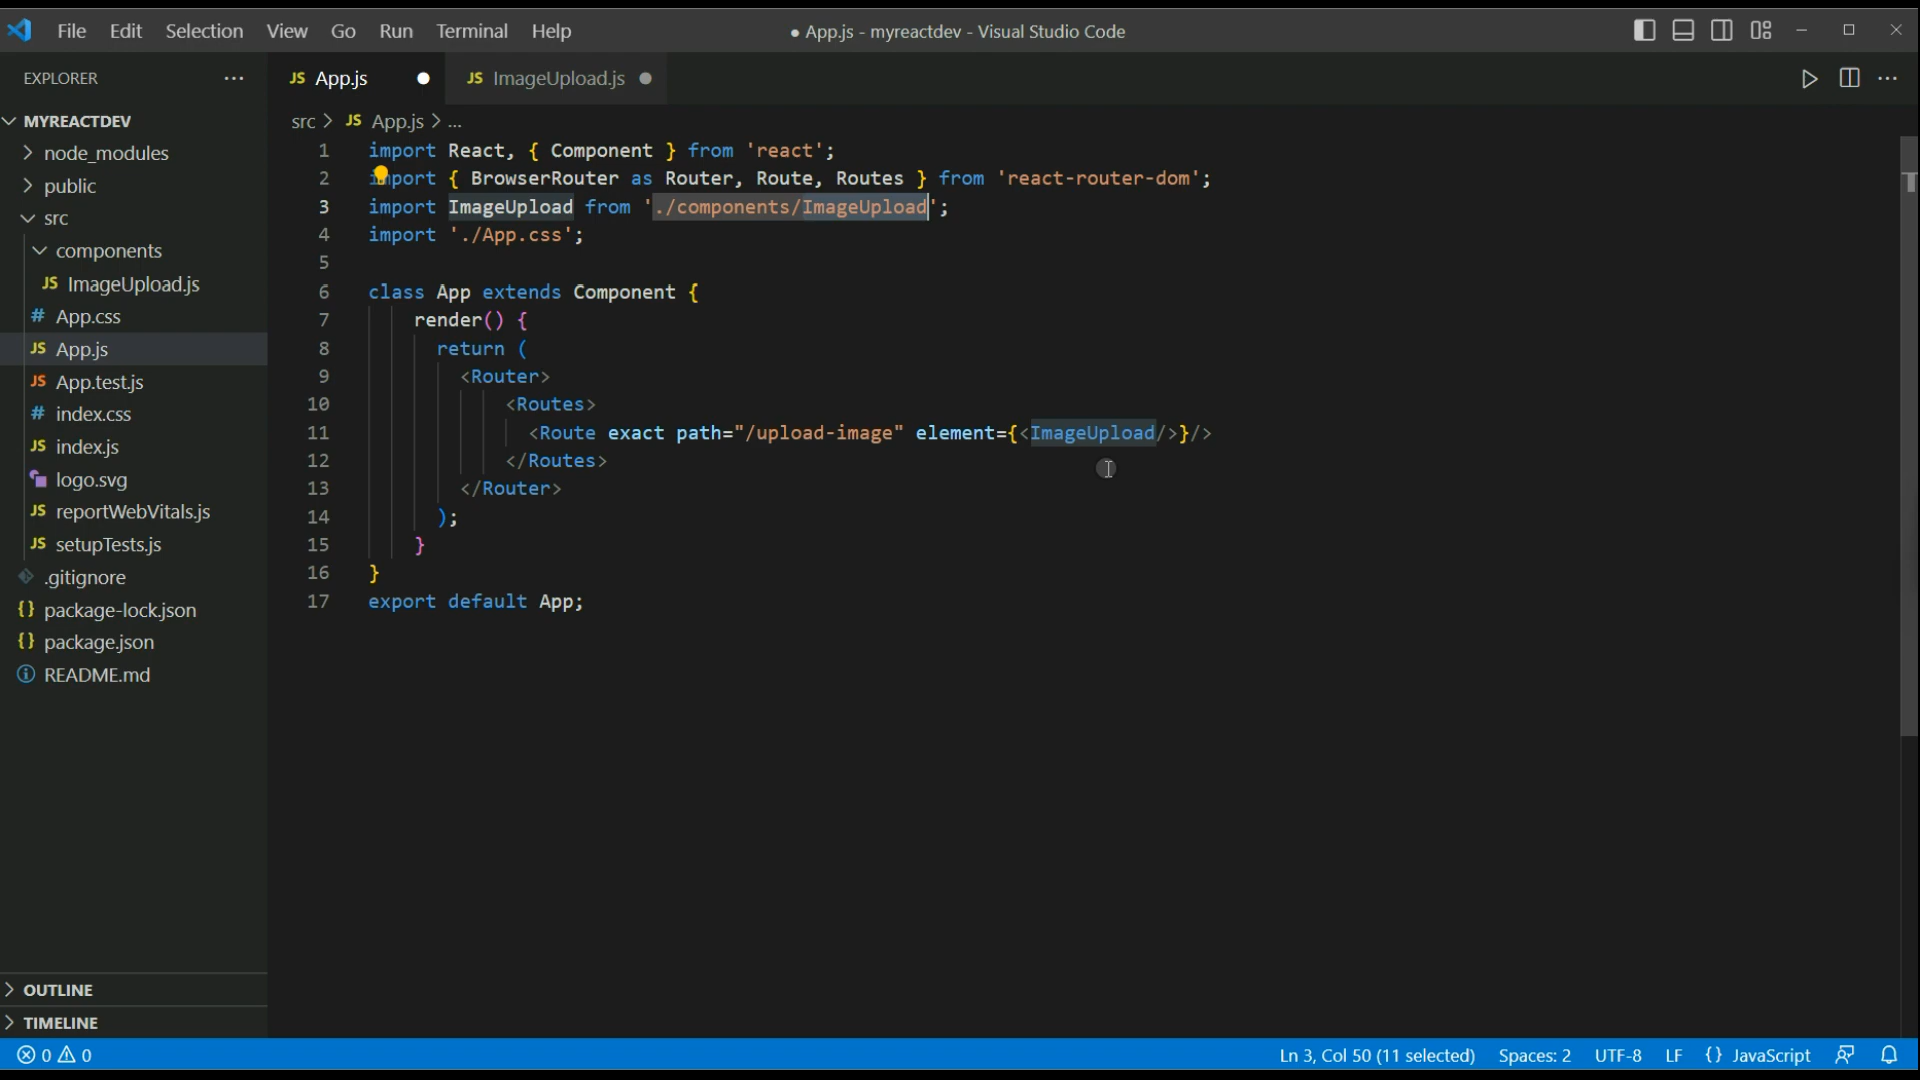 File Edit Selection View Go Run Terminal Help
● App.js - myreactdev - Visual Studio Code
EXPLORER ···
JS App.js ●
JS ImageUpload.js ●
MYREACTDEV
node_modules
public
src
components
JS ImageUpload.js
# App.css
JS App.js
JS App.test.js
# index.css
JS index.js
logo.svg
JS reportWebVitals.js
JS setupTests.js
.gitignore
{} package-lock.json
{} package.json
README.md
OUTLINE
TIMELINE
src > JS App.js > ...
1 import React, { Component } from 'react';
2 import { BrowserRouter as Router, Route, Routes } from 'react-router-dom';
3 import ImageUpload from './components/ImageUpload';
4 import './App.css';
5
6 class App extends Component {
7 render() {
8 return (
9 <Router>
10 <Routes>
11 <Route exact path="/upload-image" element={<ImageUpload/>}/>
12 </Routes>
13 </Router>
14 );
15 }
16 }
17 export default App;
0 0
Ln 3, Col 50 (11 selected) Spaces: 2 UTF-8 LF {} JavaScript